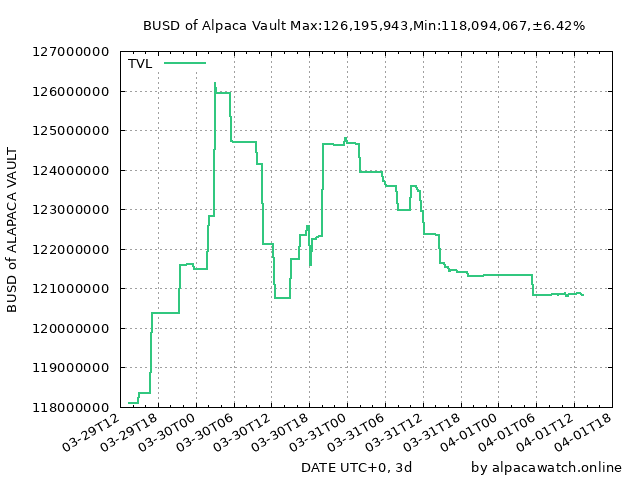 BUSD of Alpaca Vault Max:126,195,943,Min:118,094,067,±6.42%
TVL
127000000
126000000
125000000
124000000
123000000
122000000
121000000
120000000
119000000
118000000
BUSD of ALAPACA VAULT
03-29T12
03-29T18
03-30T00
03-30T06
03-30T12
03-30T18
03-31T00
03-31T06
03-31T12
03-31T18
04-01T00
04-01T06
04-01T12
04-01T18
DATE UTC+0, 3d
by alpacawatch.online